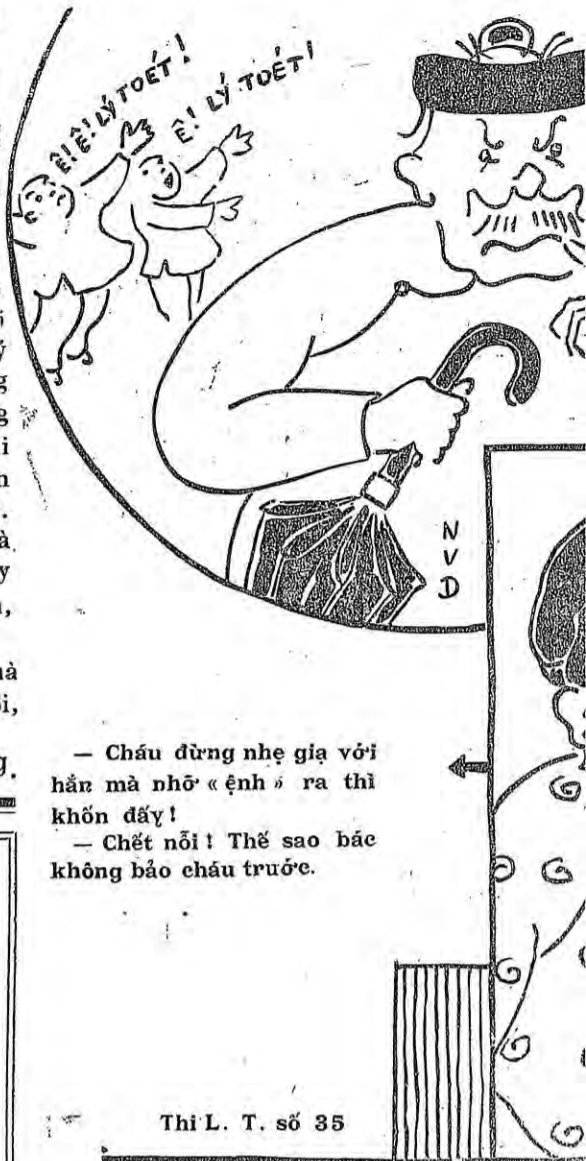 Ê! Ê! LÝ TOÉT!
Ê! LÝ TOÉT!
N
V
D
— Cháu đừng nhẹ giạ với
hắn mà nhỡ « ệnh » ra thì
khốn đấy!
— Chết nỗi! Thế sao bác
không bảo cháu trước.
Thi L. T. số 35